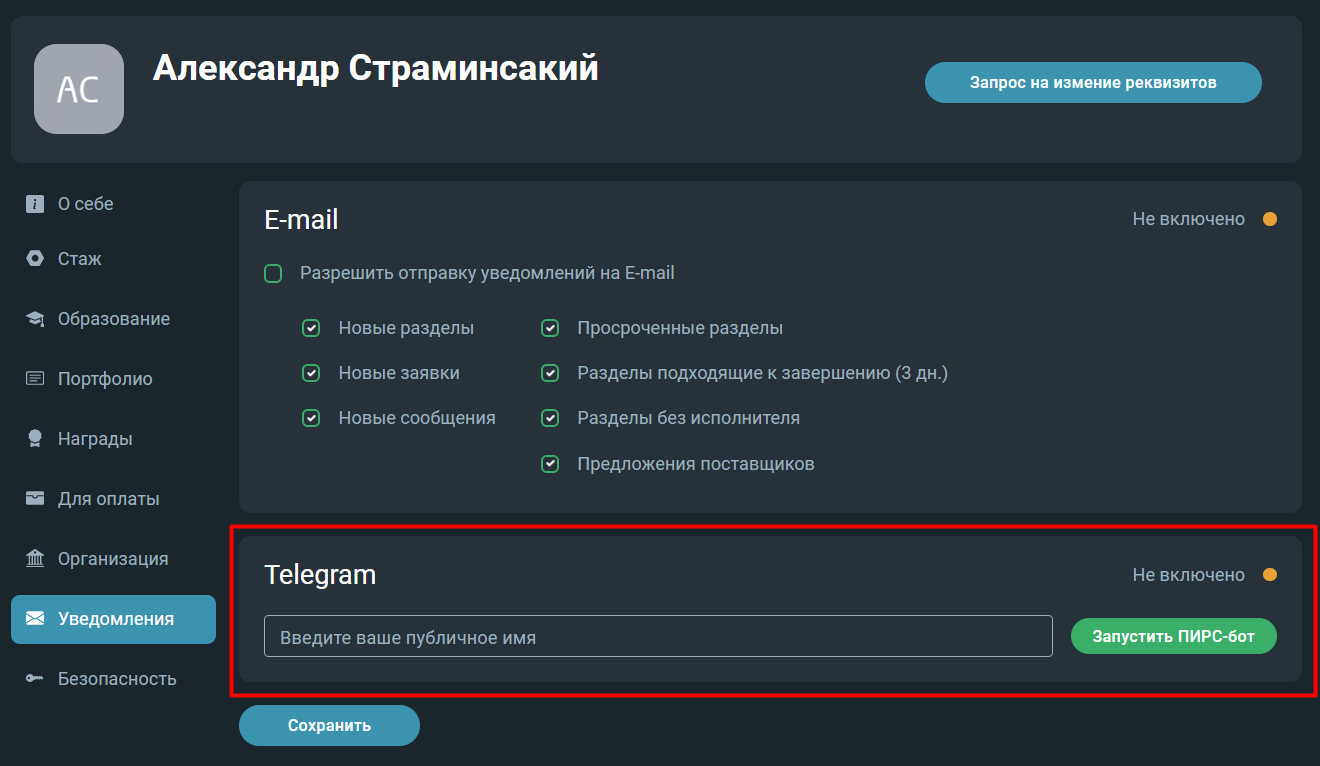 АС
Александр Страминсакий
Запрос на измение реквизитов
О себе
Стаж
Образование
Портфолио
Награды
Для оплаты
Организация
Уведомления
Безопасность
E-mail
Не включено
Разрешить отправку уведомлений на E-mail
Новые разделы
Просроченные разделы
Новые заявки
Разделы подходящие к завершению (3 дн.)
Новые сообщения
Разделы без исполнителя
Предложения поставщиков
Telegram
Не включено
Введите ваше публичное имя
Запустить ПИРС-бот
Сохранить